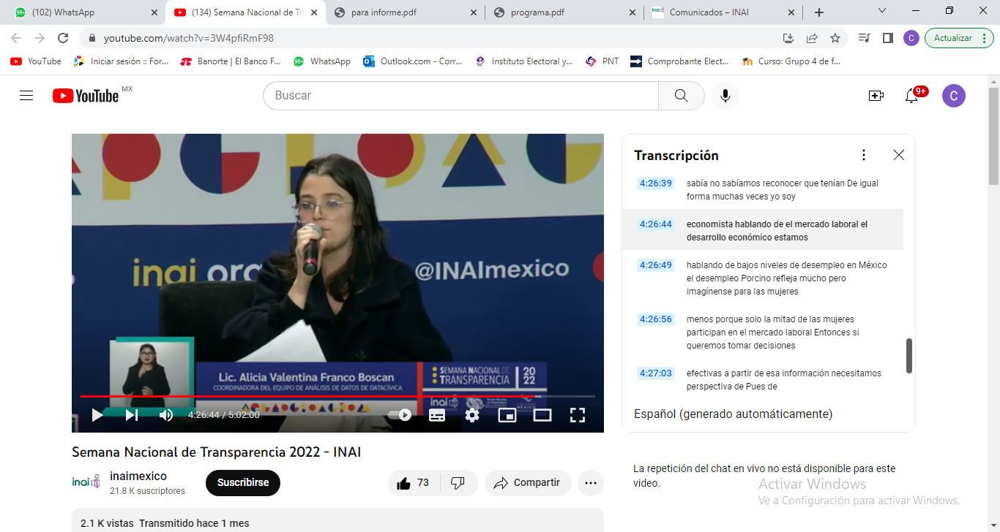 (102) WhatsApp
(134) Semana Nacional de Tra
para informe.pdf
programa.pdf
inai
Comunicados – INAI
youtube.com/watch?v=3W4pfiRmF98
C
Actualizar
YouTube
Iniciar sesión :: For...
Banorte | El Banco F...
WhatsApp
Outlook.com - Corr...
Instituto Electoral y...
PNT
Comprobante Elect...
Curso: Grupo 4 de f...
YouTube MX
Buscar
9+
C
inai.org
@INAImexico
Lic. Alicia Valentina Franco Boscan
COORDINADORA DEL EQUIPO DE ANÁLISIS DE DATOS DE DATACÍVICA
SEMANA NACIONAL DE
TRANSPARENCIA
2022
inai
4:26:44 / 5:02:00
Transcripción
4:26:39
sabía no sabíamos reconocer que tenían De igual
forma muchas veces yo soy
4:26:44
economista hablando de el mercado laboral el
desarrollo económico estamos
4:26:49
hablando de bajos niveles de desempleo en México
el desempleo Porcino refleja mucho pero
imagínense para las mujeres
4:26:56
menos porque solo la mitad de las mujeres
participan en el mercado laboral Entonces si
queremos tomar decisiones
4:27:03
efectivas a partir de esa información necesitamos
perspectiva de Pues de
Español (generado automáticamente)
Semana Nacional de Transparencia 2022 - INAI
inai
inaimexico
21.8 K suscriptores
Suscribirse
73
Compartir
La repetición del chat en vivo no está disponible para este
video.
Activar Windows
Ve a Configuración para activar Windows.
2.1 K vistas Transmitido hace 1 mes